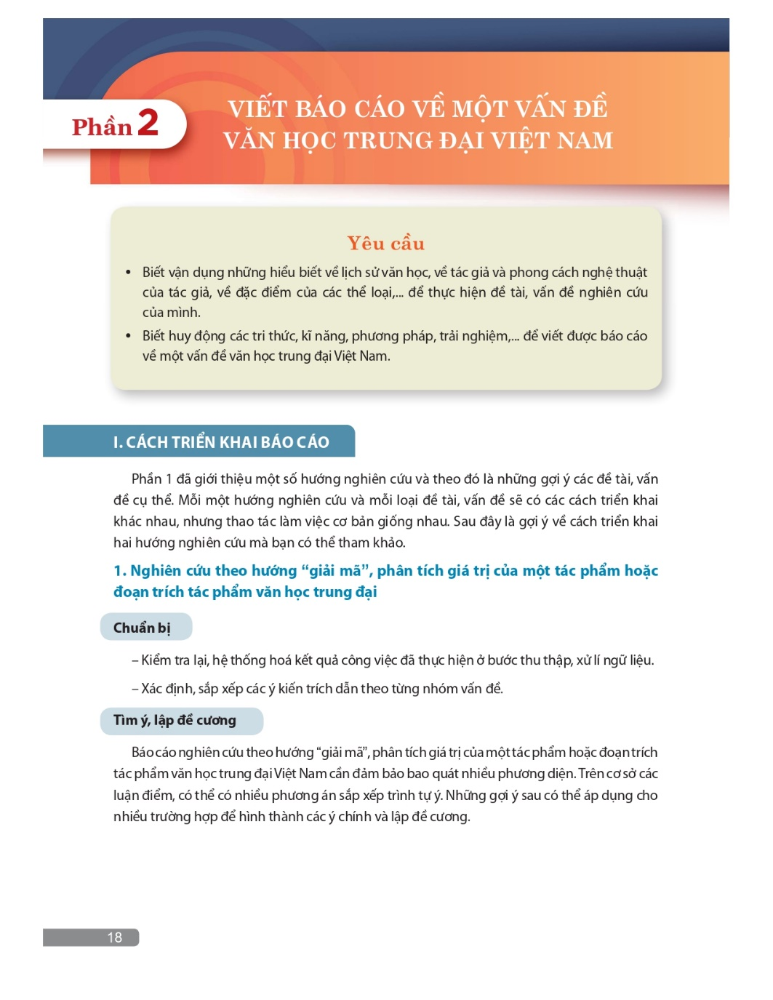 Phần 2
VIẾT BÁO CÁO VỀ MỘT VẤN ĐỀ
VĂN HỌC TRUNG ĐẠI VIỆT NAM
Yêu cầu
• Biết vận dụng những hiểu biết về lịch sử văn học, về tác giả và phong cách nghệ thuật
của tác giả, về đặc điểm của các thể loại,... để thực hiện đề tài, vấn đề nghiên cứu
của mình.
• Biết huy động các tri thức, kĩ năng, phương pháp, trải nghiệm,... để viết được báo cáo
về một vấn đề văn học trung đại Việt Nam.
I. CÁCH TRIỂN KHAI BÁO CÁO
Phần 1 đã giới thiệu một số hướng nghiên cứu và theo đó là những gợi ý các đề tài, vấn
đề cụ thể. Mỗi một hướng nghiên cứu và mỗi loại đề tài, vấn đề sẽ có các cách triển khai
khác nhau, nhưng thao tác làm việc cơ bản giống nhau. Sau đây là gợi ý về cách triển khai
hai hướng nghiên cứu mà bạn có thể tham khảo.
1. Nghiên cứu theo hướng “giải mã”, phân tích giá trị của một tác phẩm hoặc
đoạn trích tác phẩm văn học trung đại
Chuẩn bị
– Kiểm tra lại, hệ thống hoá kết quả công việc đã thực hiện ở bước thu thập, xử lí ngữ liệu.
– Xác định, sắp xếp các ý kiến trích dẫn theo từng nhóm vấn đề.
Tìm ý, lập đề cương
Báo cáo nghiên cứu theo hướng “giải mã”, phân tích giá trị của một tác phẩm hoặc đoạn trích
tác phẩm văn học trung đại Việt Nam cần đảm bảo bao quát nhiều phương diện. Trên cơ sở các
luận điểm, có thể có nhiều phương án sắp xếp trình tự ý. Những gợi ý sau có thể áp dụng cho
nhiều trường hợp để hình thành các ý chính và lập đề cương.
18